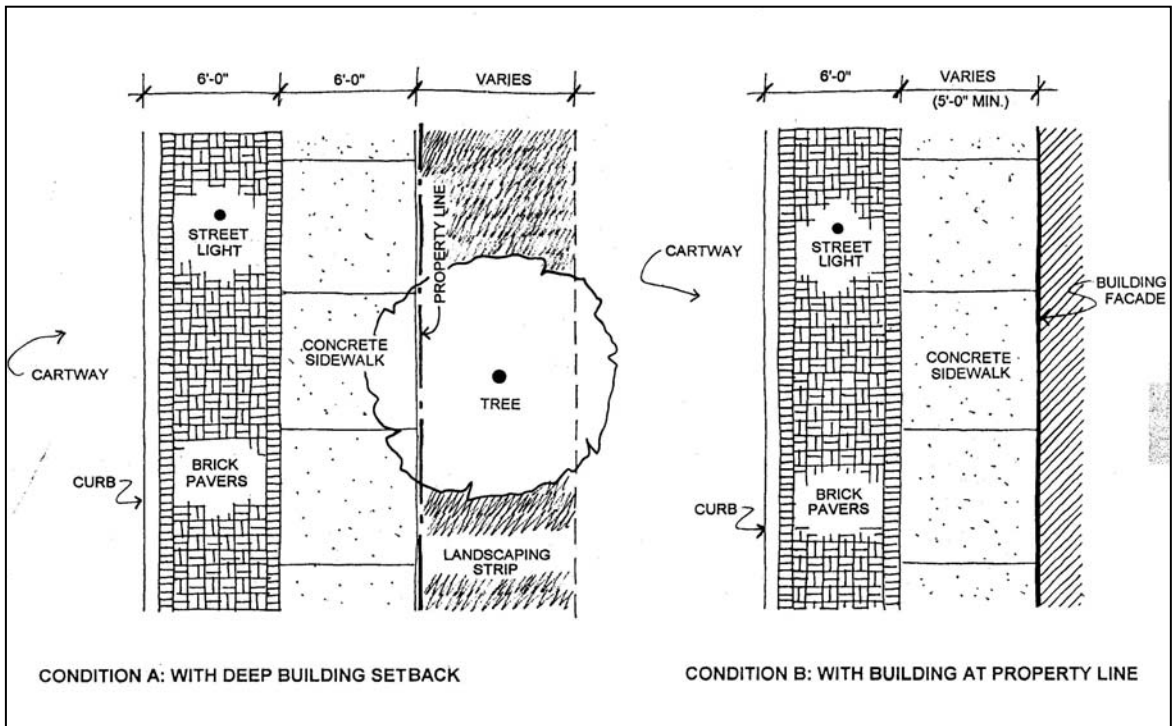 6'-0"
6'-0"
VARIES
STREET
LIGHT
PROPERTY LINE
CARTWAY
CONCRETE
SIDEWALK
TREE
BRICK
PAVERS
CURB
LANDSCAPING
STRIP
CONDITION A: WITH DEEP BUILDING SETBACK
6'-0"
VARIES
(5'-0" MIN.)
STREET
LIGHT
CARTWAY
BUILDING
FACADE
CONCRETE
SIDEWALK
BRICK
PAVERS
CURB
CONDITION B: WITH BUILDING AT PROPERTY LINE